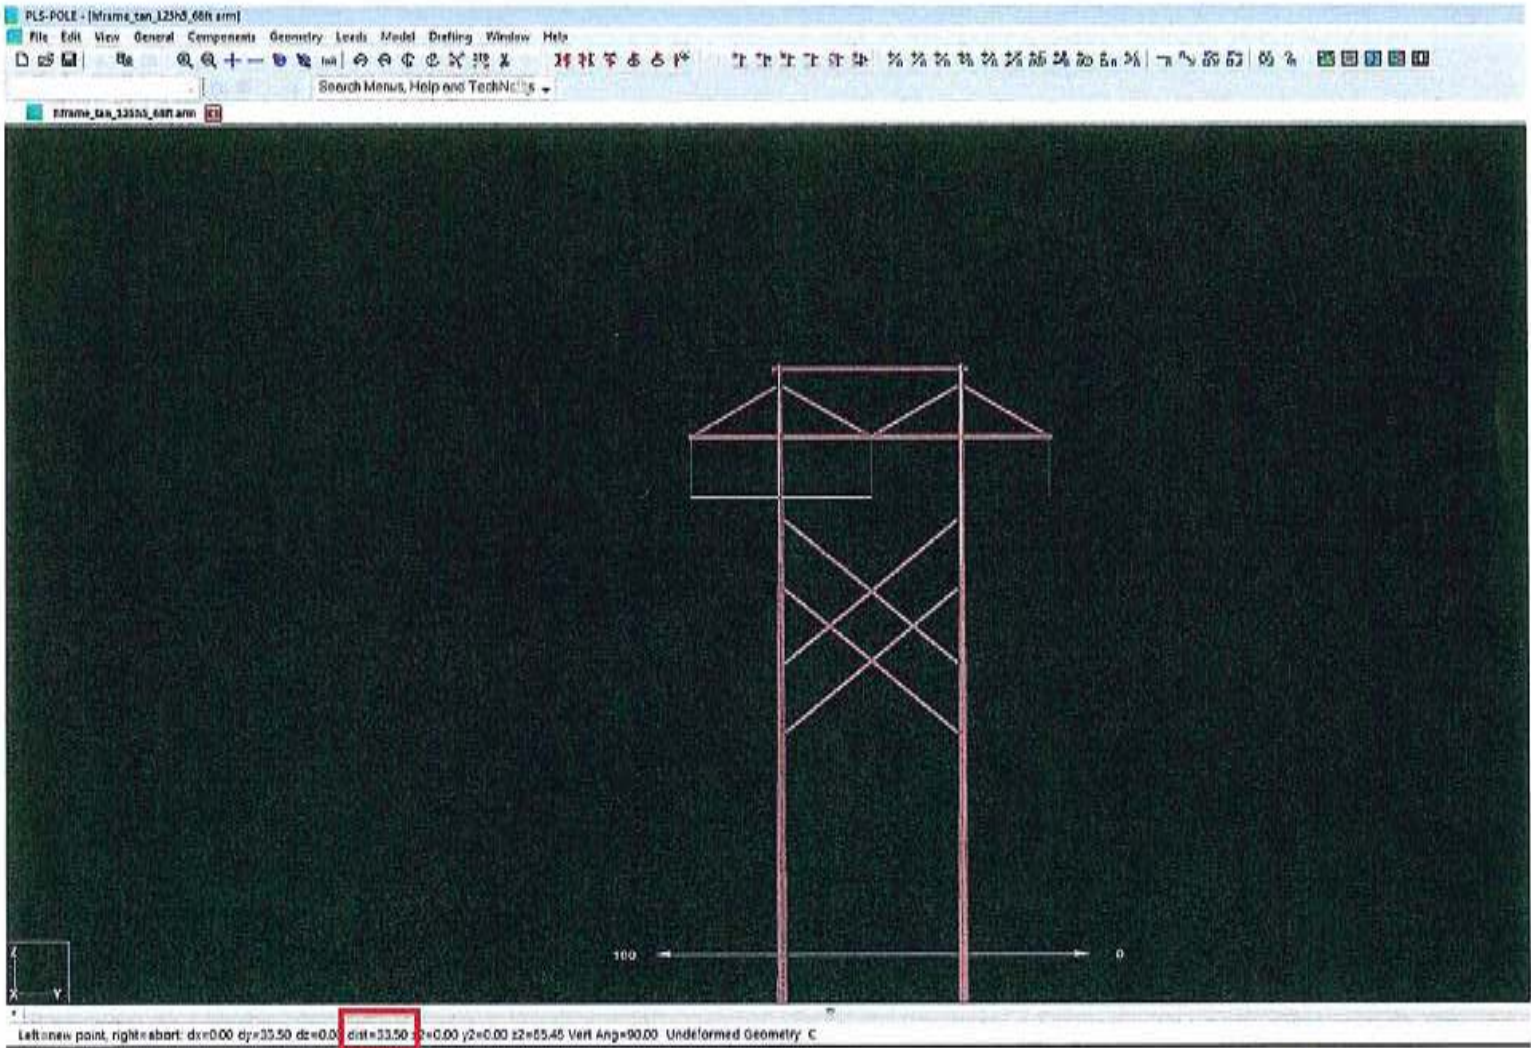 PLS-POLE - [hframe_tan_125h5_68ft arm]
File Edit View General Components Geometry Leads Model Drafting Window Help
Search Menus, Help and TechNotes
hframe_tan_125h5_68ft arm
100
0
Z
X
Y
Left=new point, right=abort: dx=0.00 dy=33.50 dz=0.00 dist=33.50 x2=0.00 y2=0.00 z2=85.45 Vert Ang=90.00 Undeformed Geometry C